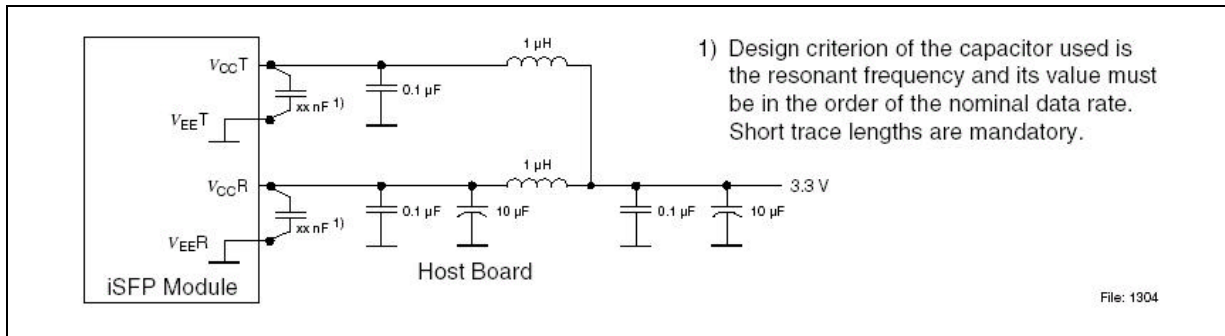 1 µH
VCCT
0.1 µF
xx nF 1)
VEET
1) Design criterion of the capacitor used is
the resonant frequency and its value must
be in the order of the nominal data rate.
Short trace lengths are mandatory.
1 µH
VCCR
3.3 V
xx nF 1)
0.1 µF
10 µF
0.1 µF
10 µF
VEER
iSFP Module
Host Board
File: 1304